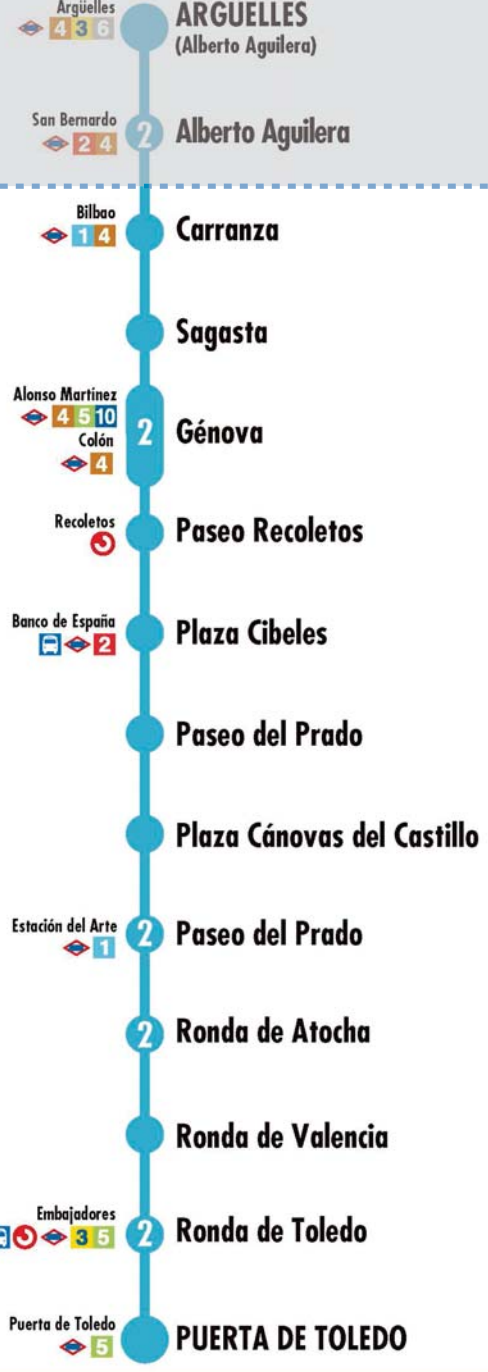 Argüelles
4 3 6
ARGÜELLES
(Alberto Aguilera)
San Bernardo
2 4
2
Alberto Aguilera
Bilbao
1 4
Carranza
Sagasta
Alonso Martínez
4 5 10
Colón
4
2
Génova
Recoletos
Paseo Recoletos
Banco de España
2
Plaza Cibeles
Paseo del Prado
Plaza Cánovas del Castillo
Estación del Arte
1
2
Paseo del Prado
2
Ronda de Atocha
Ronda de Valencia
Embajadores
3 5
2
Ronda de Toledo
Puerta de Toledo
5
PUERTA DE TOLEDO